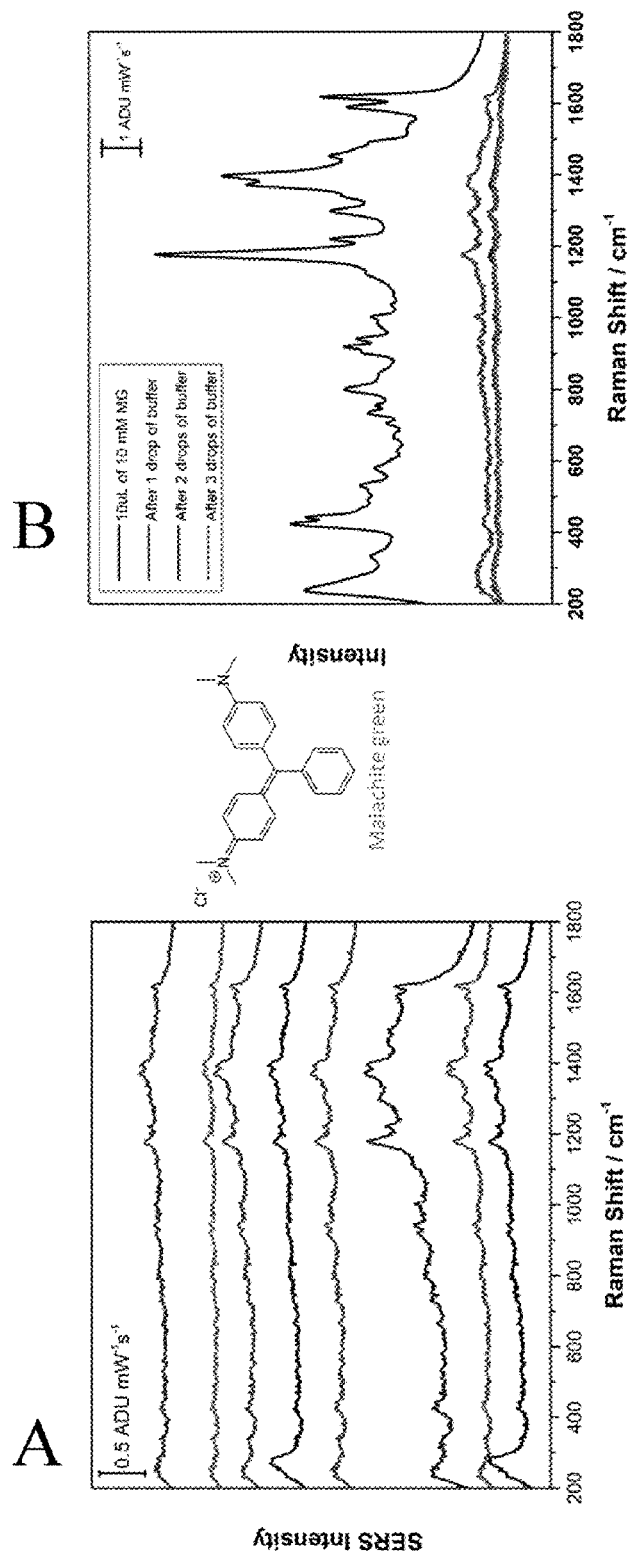 A
0.5 ADU mW⁻¹s⁻¹
SERS Intensity
200 400 600 800 1000 1200 1400 1600 1800
Raman Shift / cm⁻¹
Cl⁻
⊕
N
N
Malachite green
B
10uL of 10 mM MG
After 1 drop of buffer
After 2 drops of buffer
After 3 drops of buffer
1 ADU mW⁻¹s⁻¹
Intensity
200 400 600 800 1000 1200 1400 1600 1800
Raman Shift / cm⁻¹